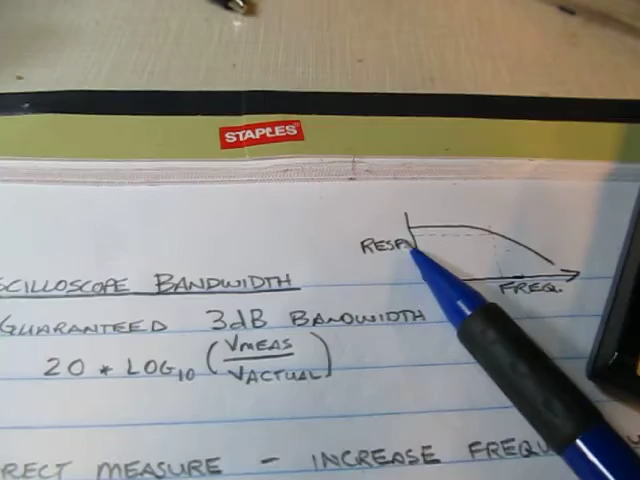 STAPLES
RESP.
FREQ.
SCILLOSCOPE BANDWIDTH
GUARANTEED 3dB BANDWIDTH
20 * LOG10 (VMEAS / VACTUAL)
RECT MEASURE - INCREASE FREQU